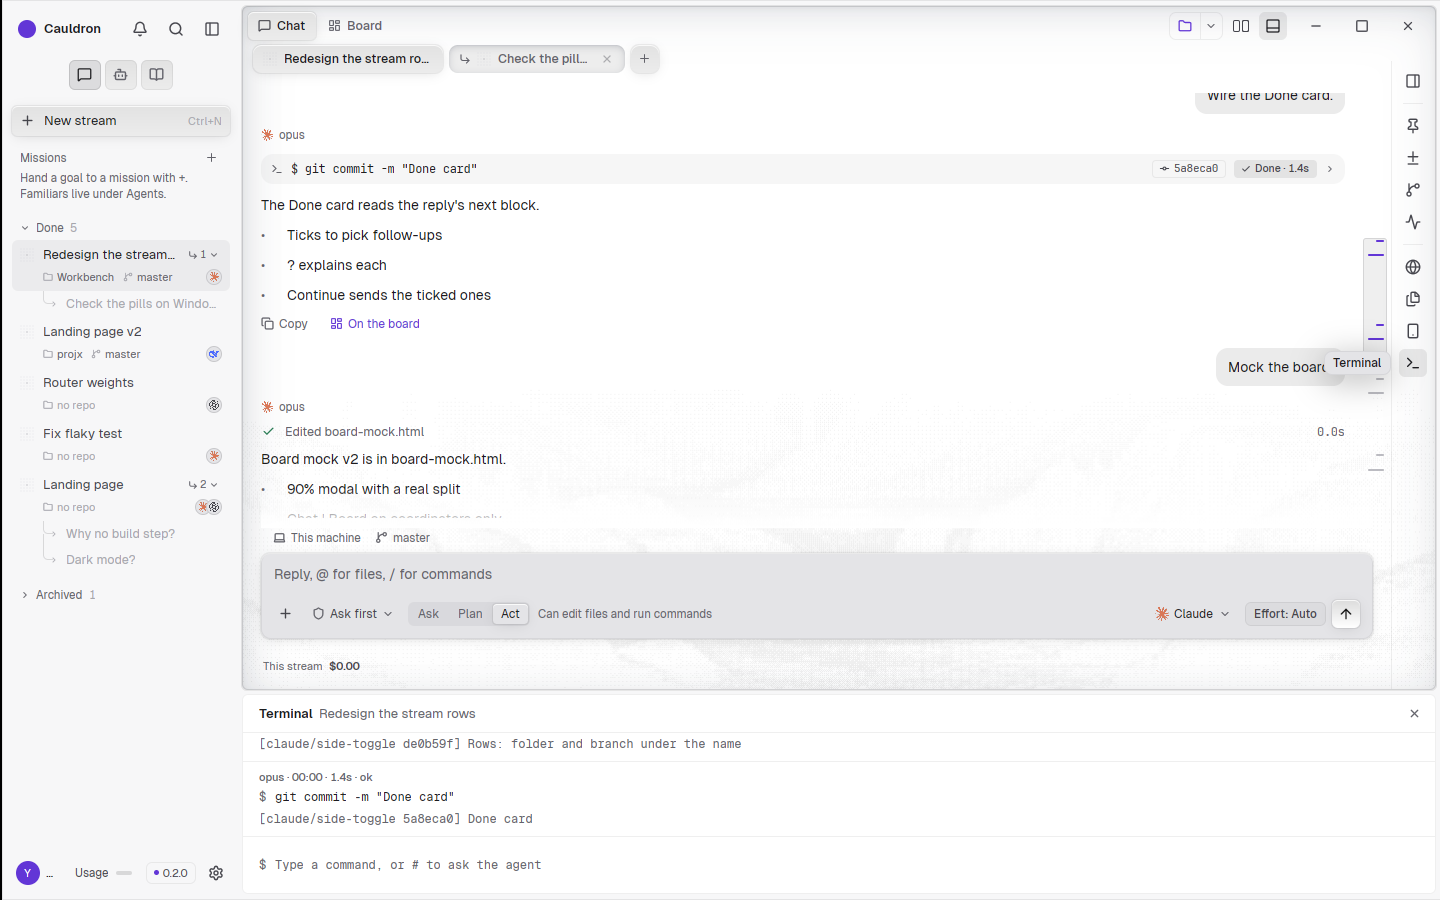 Cauldron
New stream
Ctrl+N
Missions
Hand a goal to a mission with +.
Familiars live under Agents.
Done 5
Redesign the stream... 1
Workbench master
Check the pills on Windo...
Landing page v2
projx master
Router weights
no repo
Fix flaky test
no repo
Landing page 2
no repo
Why no build step?
Dark mode?
Archived 1
Y ... Usage 0.2.0
Chat Board
Redesign the stream ro...
Check the pill...
Wire the Done card.
opus
$ git commit -m "Done card" 5a8eca0 Done · 1.4s
The Done card reads the reply's next block.
• Ticks to pick follow-ups
• ? explains each
• Continue sends the ticked ones
Copy On the board
Mock the board
Terminal
opus
Edited board-mock.html 0.0s
Board mock v2 is in board-mock.html.
• 90% modal with a real split
Chat | Board on coordinators only
This machine master
Reply, @ for files, / for commands
Ask first Ask Plan Act Can edit files and run commands Claude Effort: Auto
This stream $0.00
Terminal Redesign the stream rows
[claude/side-toggle de0b59f] Rows: folder and branch under the name
opus · 00:00 · 1.4s · ok
$ git commit -m "Done card"
[claude/side-toggle 5a8eca0] Done card
$ Type a command, or # to ask the agent